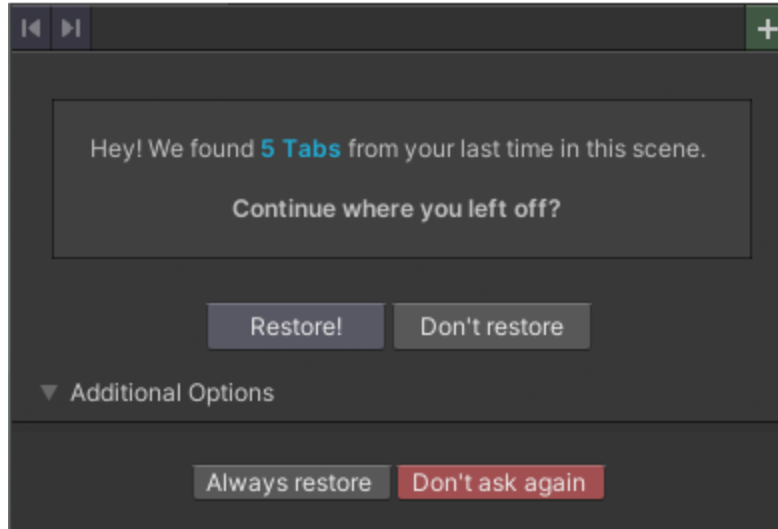 Hey! We found 5 Tabs from your last time in this scene.
Continue where you left off?
Restore! Don't restore
Additional Options
Always restore Don't ask again